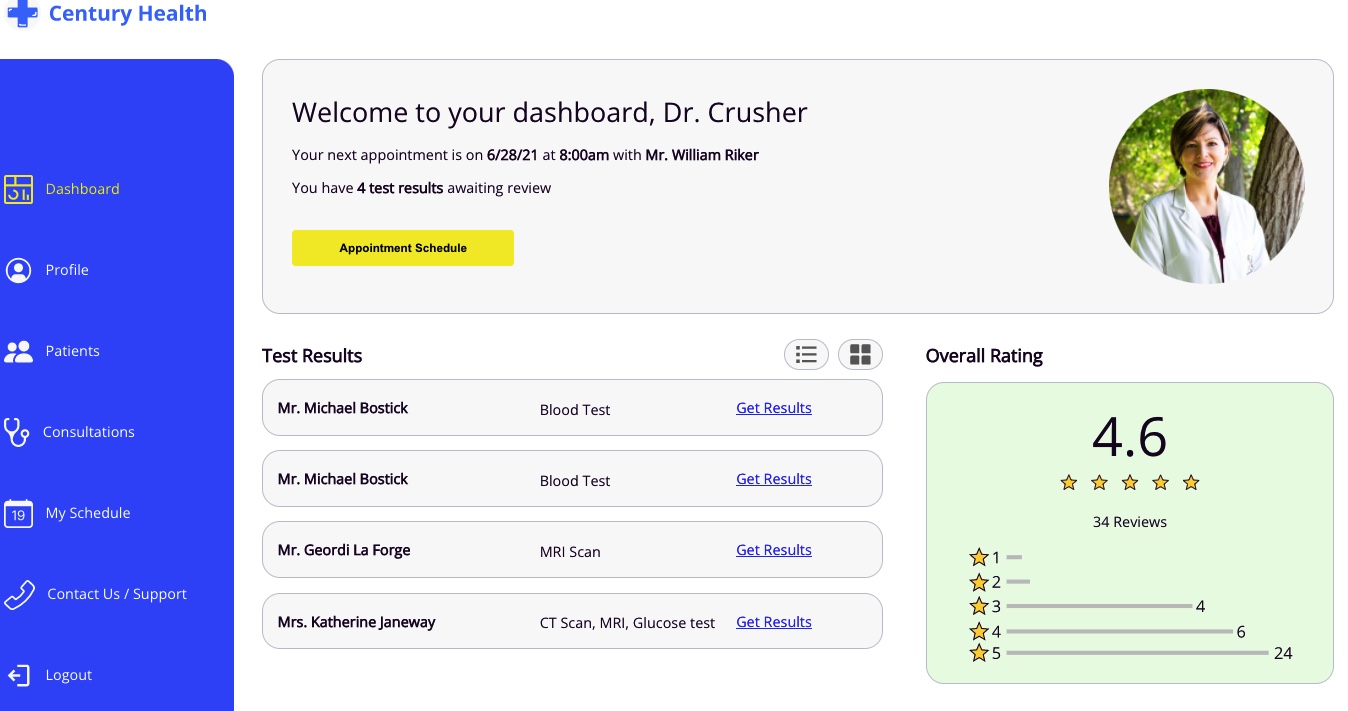 Century Health
Dashboard
Profile
Patients
Consultations
19
My Schedule
Contact Us / Support
Logout
Welcome to your dashboard, Dr. Crusher
Your next appointment is on 6/28/21 at 8:00am with Mr. William Riker
You have 4 test results awaiting review
Appointment Schedule
Test Results
Mr. Michael Bostick Blood Test Get Results
Mr. Michael Bostick Blood Test Get Results
Mr. Geordi La Forge MRI Scan Get Results
Mrs. Katherine Janeway CT Scan, MRI, Glucose test Get Results
Overall Rating
4.6
34 Reviews
1
2
3 4
4 6
5 24